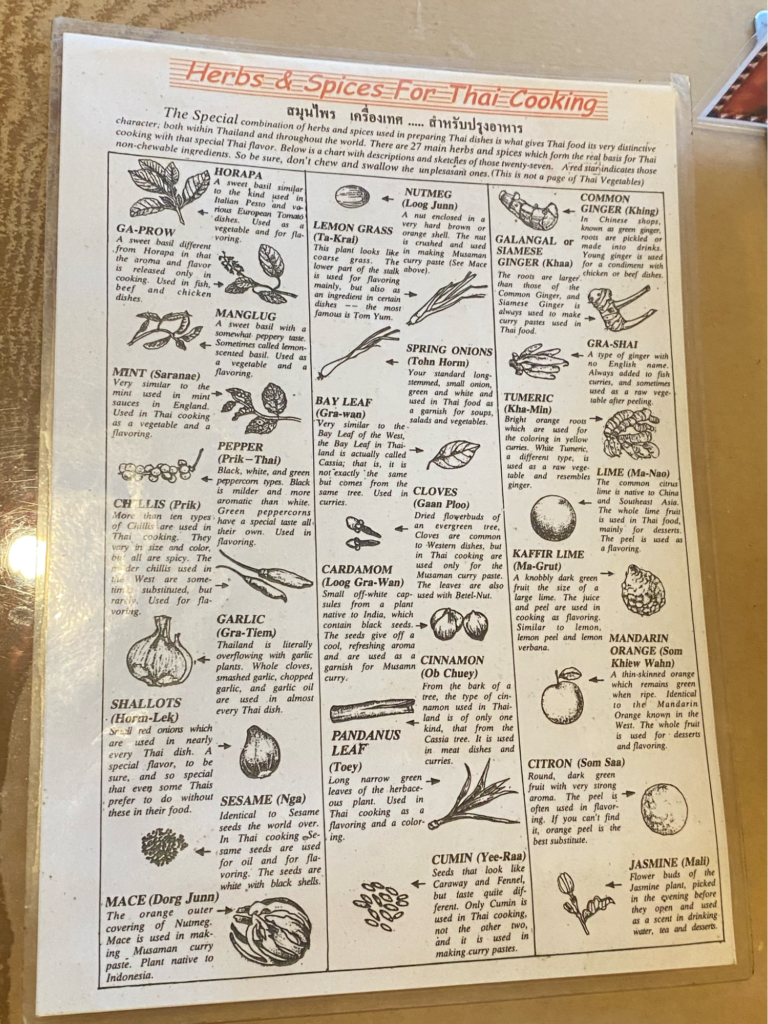 Herbs & Spices For Thai Cooking
สมุนไพร เครื่องเทศ ..... สำหรับปรุงอาหาร
The Special combination of herbs and spices used in preparing Thai dishes is what gives Thai food its very distinctive
character, both within Thailand and throughout the world. There are 27 main herbs and spices which form the real basis for Thai
cooking with that special Thai flavor. Below is a chart with descriptions and sketches of those twenty-seven. A red star indicates those
non-chewable ingredients. So be sure, don't chew and swallow the unpleasant ones. (This is not a page of Thai Vegetables)
HORAPA
A sweet basil similar
to the kind used in
Italian Pesto and va-
rious European Tomato
dishes. Used as a
vegetable and for fla-
voring.
GA-PROW
A sweet basil different
from Horapa in that
the aroma and flavor
is released only in
cooking. Used in fish,
beef and chicken
dishes.
MANGLUG
A sweet basil with a
somewhat peppery taste.
Sometimes called lemon-
scented basil. Used as
a vegetable and a
flavoring.
MINT (Saranae)
Very similar to the
mint used in mint
sauces in England.
Used in Thai cooking
as a vegetable and a
flavoring.
PEPPER
(Prik-Thai)
Black, white, and green
peppercorn types. Black
is milder and more
aromatic than white.
Green peppercorns
have a special taste all
their own. Used in
flavoring.
CHILLIS (Prik)
More than ten types
of Chillis are used in
Thai cooking. They
vary in size and color,
but all are spicy. The
milder chillis used in
the West are some-
times substituted, but
rarely. Used for fla-
voring.
GARLIC
(Gra-Tiem)
Thailand is literally
overflowing with garlic
plants. Whole cloves,
smashed garlic, chopped
garlic, and garlic oil
are used in almost
every Thai dish.
SHALLOTS
(Horm-Lek)
Small red onions which
are used in nearly
every Thai dish. A
special flavor, to be
sure, and so special
that even some Thais
prefer to do without
these in their food.
SESAME (Nga)
Identical to Sesame
seeds the world over.
In Thai cooking Se-
same seeds are used
for oil and for fla-
voring. The seeds are
white with black shells.
MACE (Dorg Junn)
The orange outer
covering of Nutmeg.
Mace is used in mak-
ing Musaman curry
paste. Plant native to
Indonesia.
NUTMEG
(Loog Junn)
A nut enclosed in a
very hard brown or
orange shell. The nut
is crushed and used
in making Musaman
curry paste (See Mace
above).
LEMON GRASS
(Ta-Krai)
This plant looks like
coarse grass. The
lower part of the stalk
is used for flavoring
mainly, but also as
an ingredient in certain
dishes -- the most
famous is Tom Yum.
SPRING ONIONS
(Tohn Horm)
Your standard long-
stemmed, small onion,
green and white and
used in Thai food as
a garnish for soups,
salads and vegetables.
BAY LEAF
(Gra-wan)
Very similar to the
Bay Leaf of the West,
the Bay Leaf in Thai-
land is actually called
Cassia; that is, it is
not exactly the same
but comes from the
same tree. Used in
curries.
CLOVES
(Gaan Ploo)
Dried flowerbuds of
an evergreen tree,
Cloves are common
to Western dishes, but
in Thai cooking are
used only for the
Musaman curry paste.
The leaves are also
used with Betel-Nut.
CARDAMOM
(Loog Gra-Wan)
Small off-white cap-
sules from a plant
native to India, which
contain black seeds.
The seeds give off a
cool, refreshing aroma
and are used as a
garnish for Musamn
curry.
CINNAMON
(Ob Chuey)
From the bark of a
tree, the type of cin-
namon used in Thai-
land is of only one
kind, that from the
Cassia tree. It is used
in meat dishes and
curries.
PANDANUS
LEAF
(Toey)
Long narrow green
leaves of the herbace-
ous plant. Used in
Thai cooking as a
flavoring and a color-
ing.
CUMIN (Yee-Raa)
Seeds that look like
Caraway and Fennel,
but taste quite dif-
ferent. Only Cumin is
used in Thai cooking,
not the other two,
and it is used in
making curry pastes.
COMMON
GINGER (Khing)
In Chinese shops,
known as green ginger,
roots are pickled or
made into drinks.
Young ginger is used
for a condiment with
chicken or beef dishes.
GALANGAL or
SIAMESE
GINGER (Khaa)
The roots are larger
than those of the
Common Ginger, and
Siamese Ginger is
always used to make
curry pastes used in
Thai food.
GRA-SHAI
A type of ginger with
no English name.
Always added to fish
curries, and sometimes
used as a raw vege-
table after peeling.
TUMERIC
(Kha-Min)
Bright orange roots
which are used for
the coloring in yellow
curries. White Tumeric,
a different type, is
used as a raw vege-
table and resembles
ginger.
LIME (Ma-Nao)
The common citrus
lime is native to China
and Southeast Asia.
The whole lime fruit
is used in Thai food,
mainly for desserts.
The peel is used as
a flavoring.
KAFFIR LIME
(Ma-Grut)
A knobbly dark green
fruit the size of a
large lime. The juice
and peel are used in
cooking as flavoring.
Similar to lemon,
lemon peel and lemon
verbana.
MANDARIN
ORANGE (Som
Khiew Wahn)
A thin-skinned orange
which remains green
when ripe. Identical
to the Mandarin
Orange known in the
West. The whole fruit
is used for desserts
and flavoring.
CITRON (Som Saa)
Round, dark green
fruit with very strong
aroma. The peel is
often used in flavor-
ing. If you can't find
it, orange peel is the
best substitute.
JASMINE (Mali)
Flower buds of the
Jasmine plant, picked
in the evening before
they open and used
as a scent in drinking
water, tea and desserts.